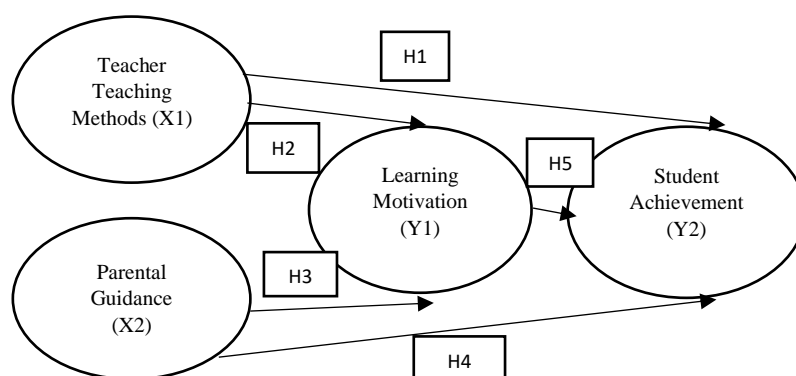 H1
Teacher
Teaching
Methods (X1)
H2
H5
Learning
Motivation
(Y1)
Student
Achievement
(Y2)
H3
Parental
Guidance
(X2)
H4